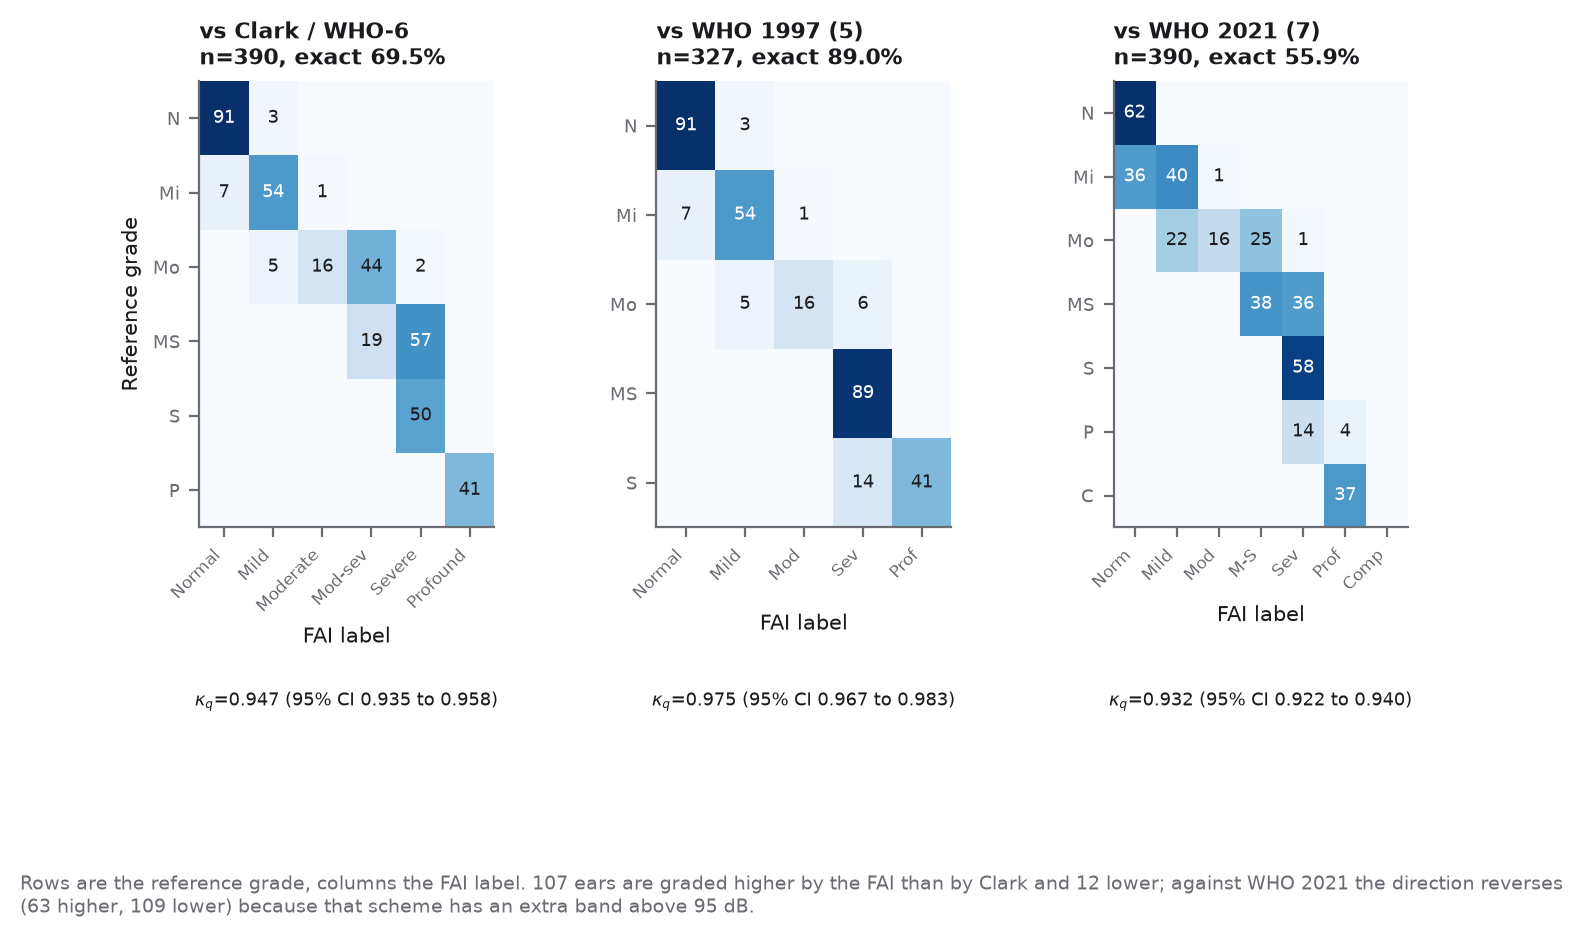 vs Clark / WHO-6
n=390, exact 69.5%
Reference grade
N 91 3
Mi 7 54 1
Mo 5 16 44 2
MS 19 57
S 50
P 41
Normal Mild Moderate Mod-sev Severe Profound
FAI label
κq=0.947 (95% CI 0.935 to 0.958)
vs WHO 1997 (5)
n=327, exact 89.0%
N 91 3
Mi 7 54 1
Mo 5 16 6
MS 89
S 14 41
Normal Mild Mod Sev Prof
FAI label
κq=0.975 (95% CI 0.967 to 0.983)
vs WHO 2021 (7)
n=390, exact 55.9%
N 62
Mi 36 40 1
Mo 22 16 25 1
MS 38 36
S 58
P 14 4
C 37
Norm Mild Mod M-S Sev Prof Comp
FAI label
κq=0.932 (95% CI 0.922 to 0.940)
Rows are the reference grade, columns the FAI label. 107 ears are graded higher by the FAI than by Clark and 12 lower; against WHO 2021 the direction reverses
(63 higher, 109 lower) because that scheme has an extra band above 95 dB.